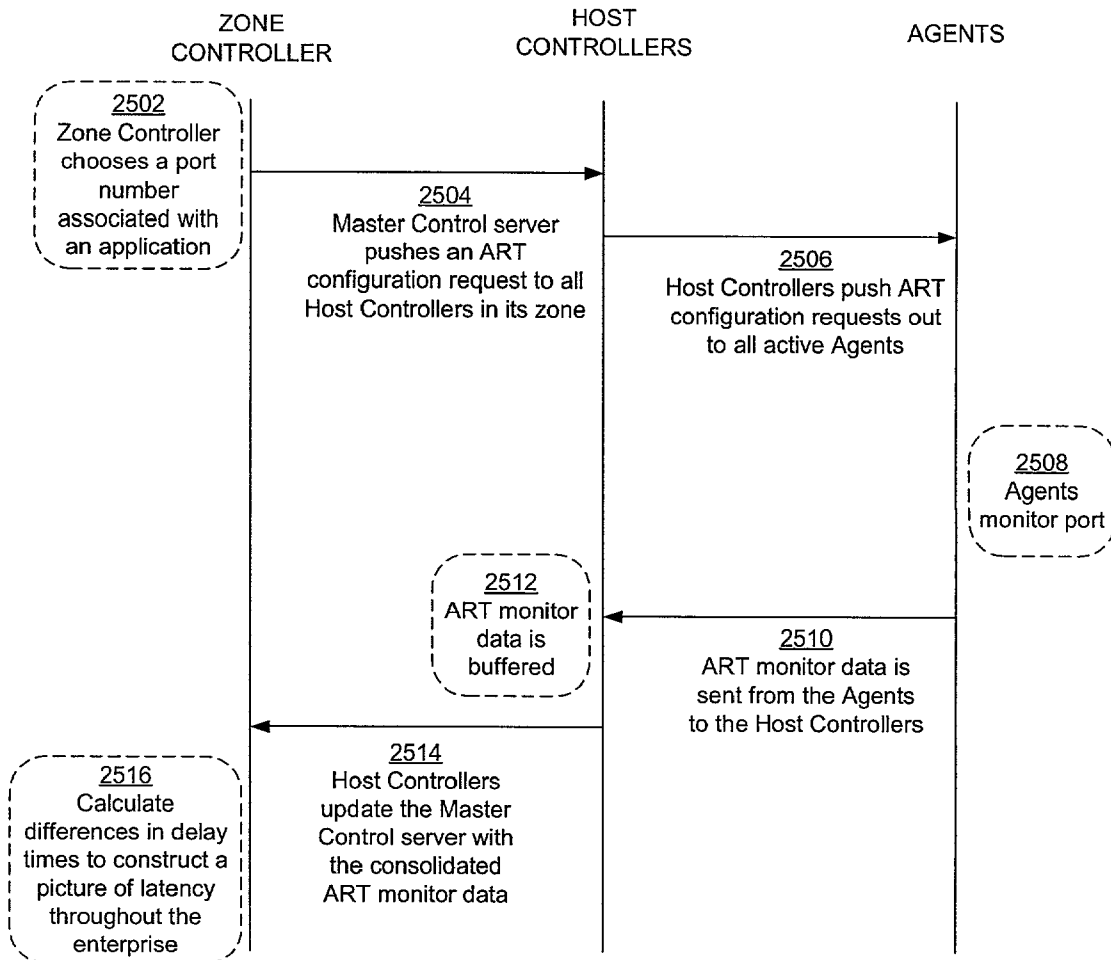 ZONE
CONTROLLER
HOST
CONTROLLERS
AGENTS
2502
Zone Controller
chooses a port
number
associated with
an application
2504
Master Control server
pushes an ART
configuration request to all
Host Controllers in its zone
2506
Host Controllers push ART
configuration requests out
to all active Agents
2508
Agents
monitor port
2510
ART monitor data is
sent from the Agents
to the Host Controllers
2512
ART monitor
data is
buffered
2514
Host Controllers
update the Master
Control server with
the consolidated
ART monitor data
2516
Calculate
differences in delay
times to construct a
picture of latency
throughout the
enterprise